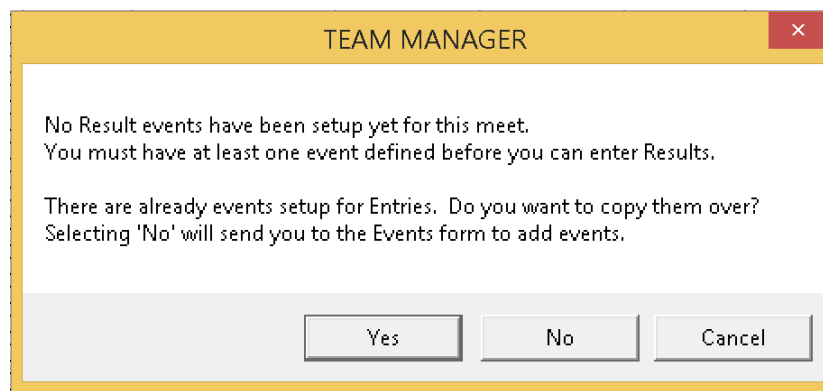 TEAM MANAGER
No Result events have been setup yet for this meet.
You must have at least one event defined before you can enter Results.
There are already events setup for Entries.  Do you want to copy them over?
Selecting 'No' will send you to the Events form to add events.
Yes No Cancel